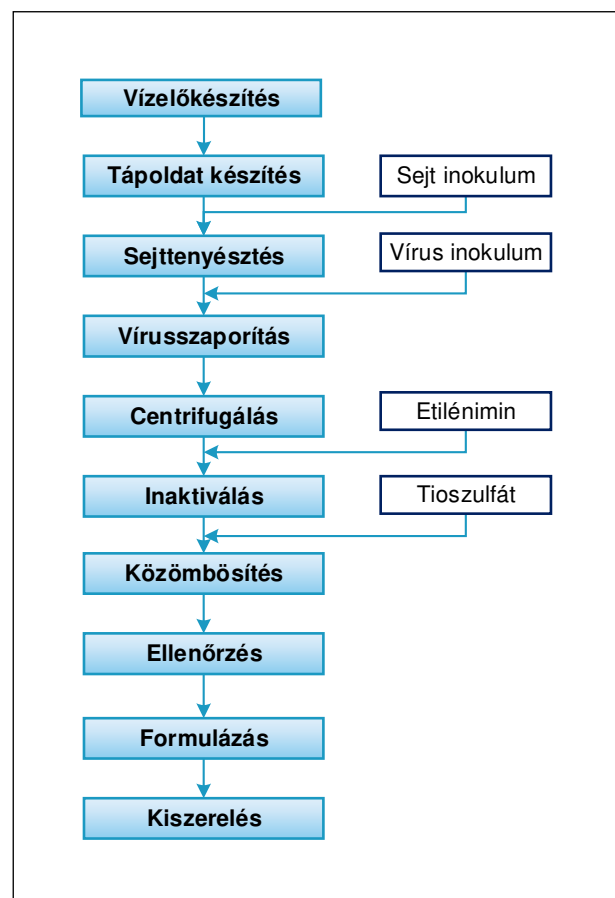 Vízelőkészítés
Tápoldat készítés
Sejt inokulum
Sejttenyésztés
Vírus inokulum
Vírusszaporítás
Centrifugálás
Etilénimin
Inaktiválás
Tioszulfát
Közömbösítés
Ellenőrzés
Formulázás
Kiszerelés